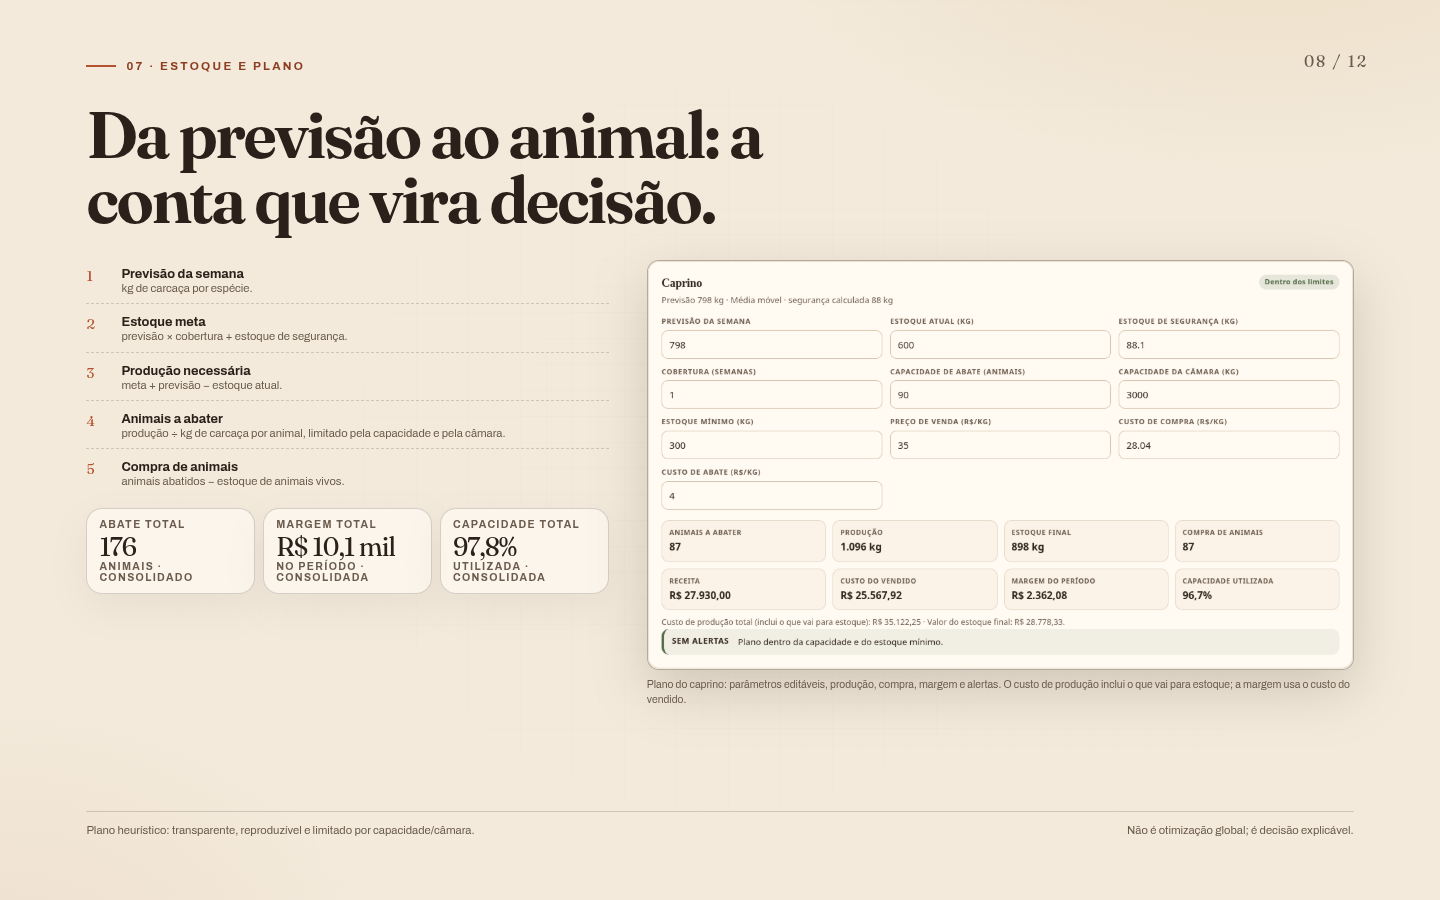 07 · ESTOQUE E PLANO
08 / 12
Da previsão ao animal: a
conta que vira decisão.
1
Previsão da semana
kg de carcaça por espécie.
2
Estoque meta
previsão × cobertura + estoque de segurança.
3
Produção necessária
meta + previsão − estoque atual.
4
Animais a abater
produção ÷ kg de carcaça por animal, limitado pela capacidade e pela câmara.
5
Compra de animais
animais abatidos − estoque de animais vivos.
ABATE TOTAL
176
ANIMAIS ·
CONSOLIDADO
MARGEM TOTAL
R$ 10,1 mil
NO PERÍODO ·
CONSOLIDADA
CAPACIDADE TOTAL
97,8%
UTILIZADA ·
CONSOLIDADA
Caprino
Dentro dos limites
Previsão 798 kg · Média móvel · segurança calculada 88 kg
PREVISÃO DA SEMANA
798
ESTOQUE ATUAL (KG)
600
ESTOQUE DE SEGURANÇA (KG)
88.1
COBERTURA (SEMANAS)
1
CAPACIDADE DE ABATE (ANIMAIS)
90
CAPACIDADE DA CÂMARA (KG)
3000
ESTOQUE MÍNIMO (KG)
300
PREÇO DE VENDA (R$/KG)
35
CUSTO DE COMPRA (R$/KG)
28.04
CUSTO DE ABATE (R$/KG)
4
ANIMAIS A ABATER
87
PRODUÇÃO
1.096 kg
ESTOQUE FINAL
898 kg
COMPRA DE ANIMAIS
87
RECEITA
R$ 27.930,00
CUSTO DO VENDIDO
R$ 25.567,92
MARGEM DO PERÍODO
R$ 2.362,08
CAPACIDADE UTILIZADA
96,7%
Custo de produção total (inclui o que vai para estoque): R$ 35.122,25 · Valor do estoque final: R$ 28.778,33.
SEM ALERTAS Plano dentro da capacidade e do estoque mínimo.
Plano do caprino: parâmetros editáveis, produção, compra, margem e alertas. O custo de produção inclui o que vai para estoque; a margem usa o custo do
vendido.
Plano heurístico: transparente, reproduzível e limitado por capacidade/câmara.
Não é otimização global; é decisão explicável.